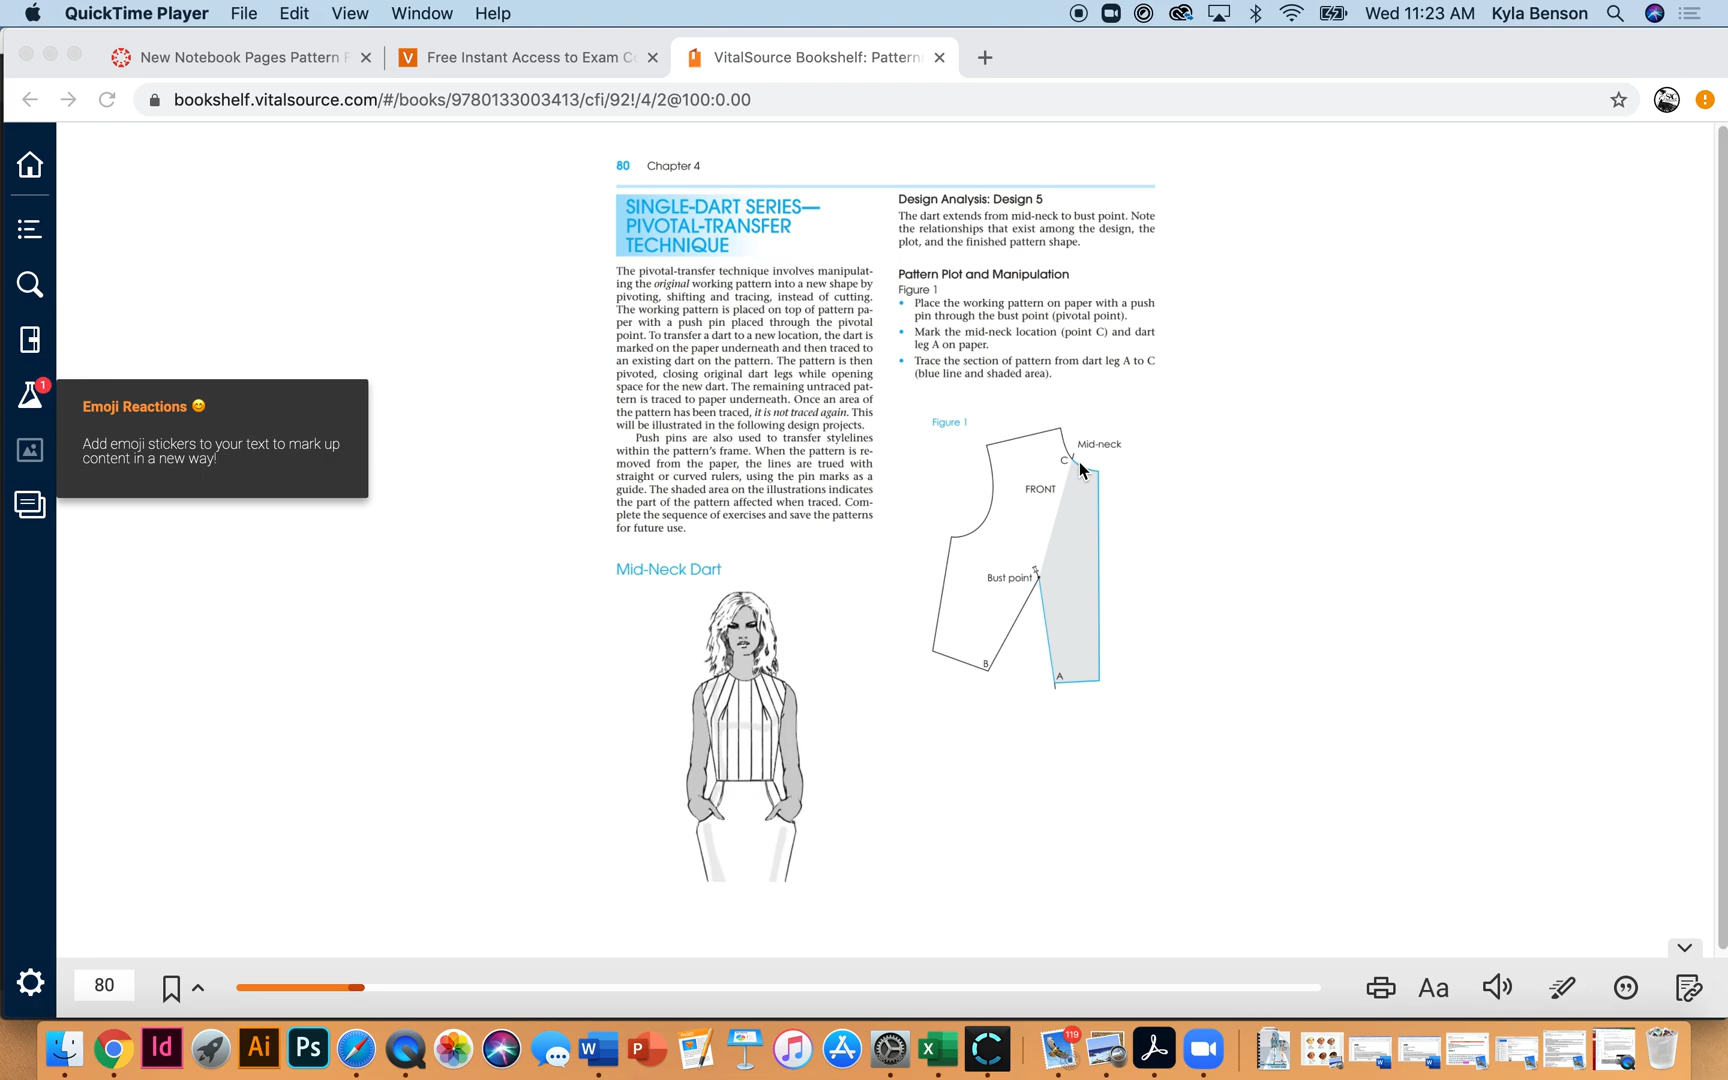 QuickTime Player File Edit View Window Help Wed 11:23 AM Kyla Benson
New Notebook Pages Pattern F
Free Instant Access to Exam Co
VitalSource Bookshelf: Pattern
bookshelf.vitalsource.com/#/books/9780133003413/cfi/92!/4/2@100:0.00
80 Chapter 4
SINGLE-DART SERIES—
PIVOTAL-TRANSFER
TECHNIQUE
The pivotal-transfer technique involves manipulat-
ing the original working pattern into a new shape by
pivoting, shifting and tracing, instead of cutting.
The working pattern is placed on top of pattern pa-
per with a push pin placed through the pivotal
point. To transfer a dart to a new location, the dart is
marked on the paper underneath and then traced to
an existing dart on the pattern. The pattern is then
pivoted, closing original dart legs while opening
space for the new dart. The remaining untraced pat-
tern is traced to paper underneath. Once an area of
the pattern has been traced, it is not traced again. This
will be illustrated in the following design projects.
Push pins are also used to transfer stylelines
within the pattern's frame. When the pattern is re-
moved from the paper, the lines are trued with
straight or curved rulers, using the pin marks as a
guide. The shaded area on the illustrations indicates
the part of the pattern affected when traced. Com-
plete the sequence of exercises and save the patterns
for future use.
Mid-Neck Dart
Design Analysis: Design 5
The dart extends from mid-neck to bust point. Note
the relationships that exist among the design, the
plot, and the finished pattern shape.
Pattern Plot and Manipulation
Figure 1
• Place the working pattern on paper with a push
pin through the bust point (pivotal point).
• Mark the mid-neck location (point C) and dart
leg A on paper.
• Trace the section of pattern from dart leg A to C
(blue line and shaded area).
Figure 1
Mid-neck
C
FRONT
Bust point
B
A
1
Emoji Reactions 😊
Add emoji stickers to your text to mark up
content in a new way!
80
Aa
Id
Ai
Ps
W
P
X
C
119